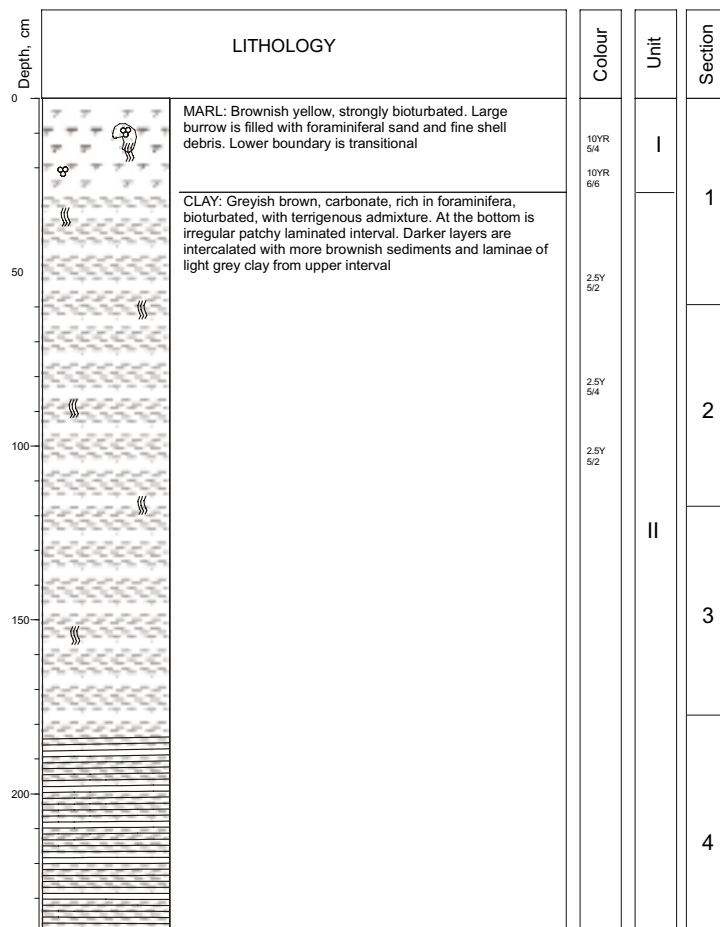 Depth, cm
LITHOLOGY
Colour
Unit
Section
0
50
100
150
200
MARL: Brownish yellow, strongly bioturbated. Large
burrow is filled with foraminiferal sand and fine shell
debris. Lower boundary is transitional
CLAY: Greyish brown, carbonate, rich in foraminifera,
bioturbated, with terrigenous admixture. At the bottom is
irregular patchy laminated interval. Darker layers are
intercalated with more brownish sediments and laminae of
light grey clay from upper interval
10YR
5/4
10YR
6/6
2.5Y
5/2
2.5Y
5/4
2.5Y
5/2
I
II
1
2
3
4